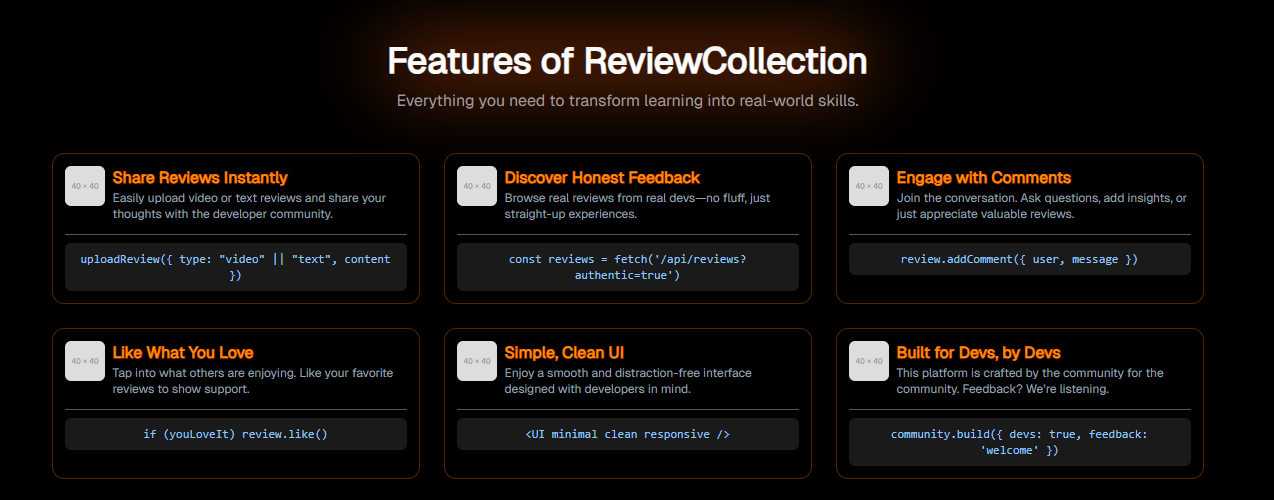 Features of ReviewCollection
Everything you need to transform learning into real-world skills.
40 × 40
Share Reviews Instantly
Easily upload video or text reviews and share your
thoughts with the developer community.
uploadReview({ type: "video" || "text", content
})
40 × 40
Discover Honest Feedback
Browse real reviews from real devs—no fluff, just
straight-up experiences.
const reviews = fetch('/api/reviews?
authentic=true')
40 × 40
Engage with Comments
Join the conversation. Ask questions, add insights, or
just appreciate valuable reviews.
review.addComment({ user, message })
40 × 40
Like What You Love
Tap into what others are enjoying. Like your favorite
reviews to show support.
if (youLoveIt) review.like()
40 × 40
Simple, Clean UI
Enjoy a smooth and distraction-free interface
designed with developers in mind.
<UI minimal clean responsive />
40 × 40
Built for Devs, by Devs
This platform is crafted by the community for the
community. Feedback? We're listening.
community.build({ devs: true, feedback:
'welcome' })